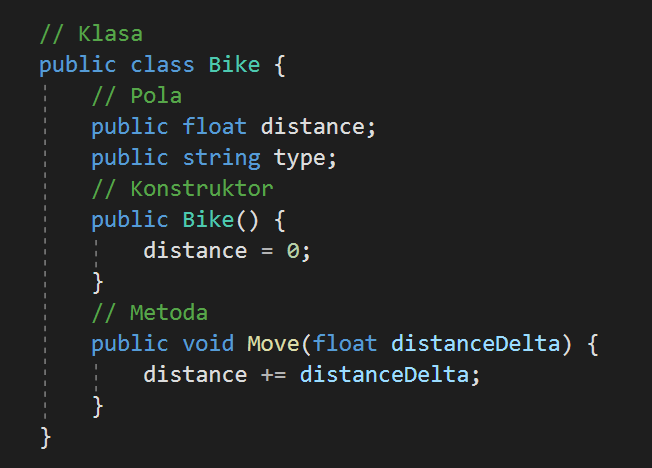 // Klasa
public class Bike {
// Pola
public float distance;
public string type;
// Konstruktor
public Bike() {
distance = 0;
}
// Metoda
public void Move(float distanceDelta) {
distance += distanceDelta;
}
}